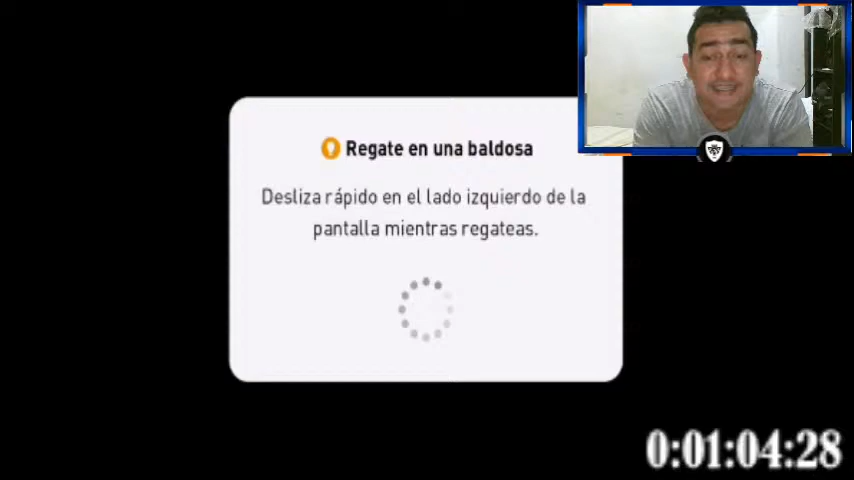 Regate en una baldosa
Desliza rápido en el lado izquierdo de la
pantalla mientras regateas.
0:01:04:28